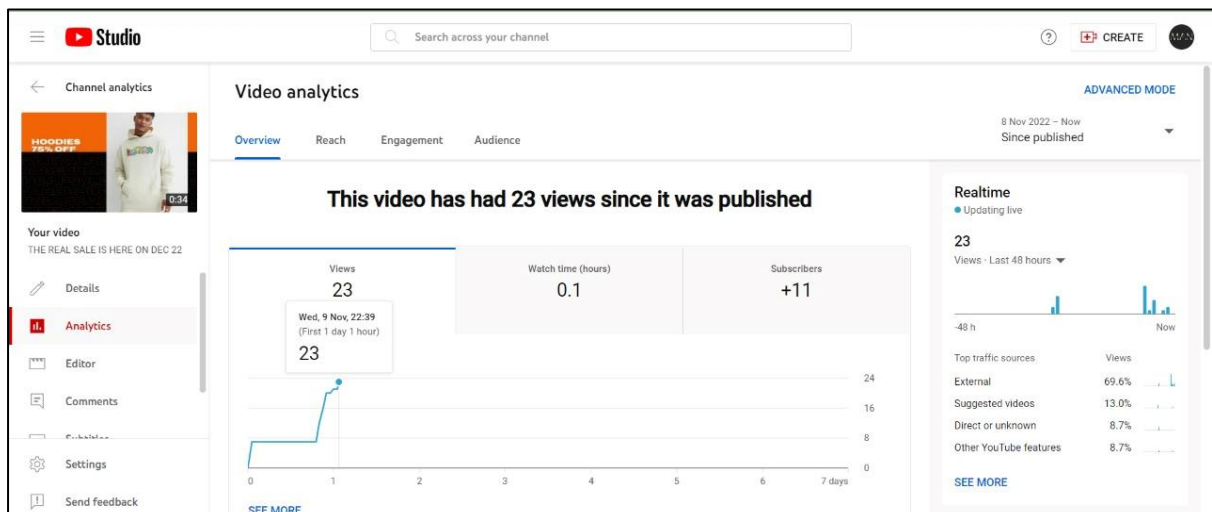 Studio
Search across your channel
CREATE
Channel analytics
HOODIES
75% OFF
0:34
Your video
THE REAL SALE IS HERE ON DEC 22
Details
Analytics
Editor
Comments
Subtitles
Settings
Send feedback
Video analytics
ADVANCED MODE
Overview Reach Engagement Audience
8 Nov 2022 – Now
Since published
This video has had 23 views since it was published
Views
23
Watch time (hours)
0.1
Subscribers
+11
Wed, 9 Nov, 22:39
(First 1 day 1 hour)
23
24
16
8
0
0 1 2 3 4 5 6 7 days
SEE MORE
Realtime
Updating live
23
Views · Last 48 hours
-48 h Now
Top traffic sources Views
External 69.6%
Suggested videos 13.0%
Direct or unknown 8.7%
Other YouTube features 8.7%
SEE MORE